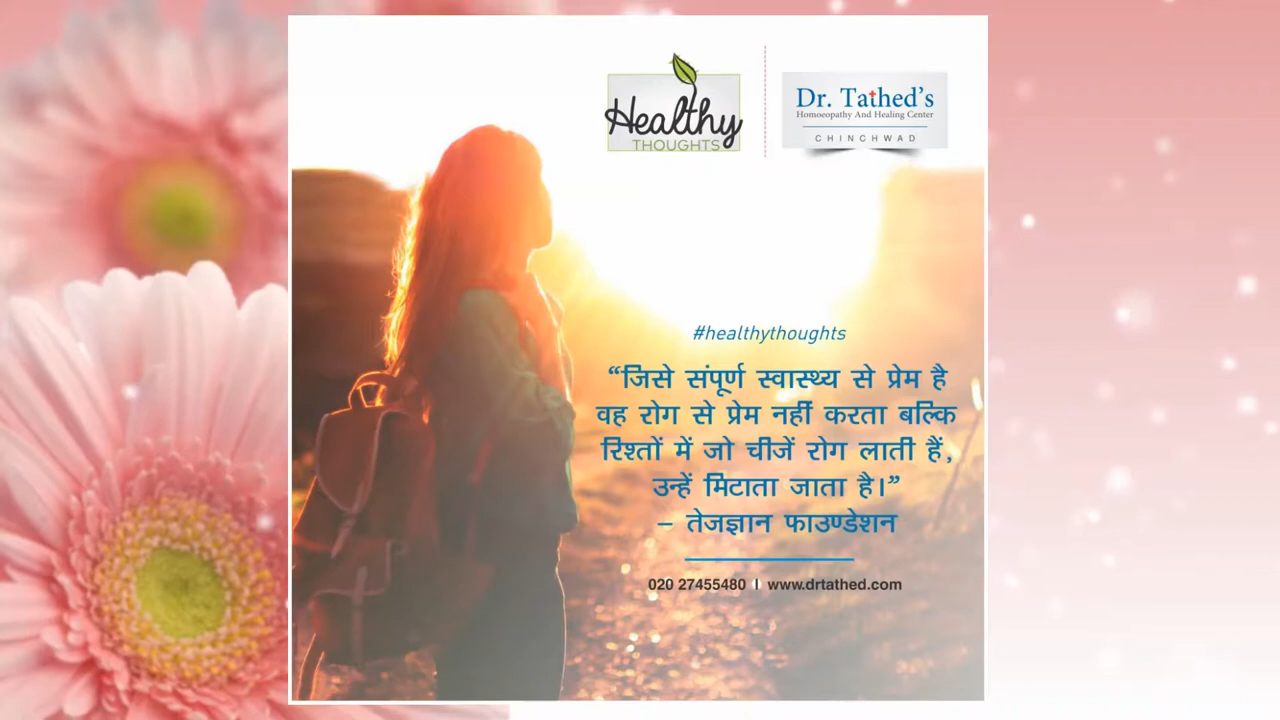 Healthy
THOUGHTS
Dr. Tathed's
Homoeopathy And Healing Center
CHINCHWAD
#healthythoughts
“जिसे संपूर्ण स्वास्थ्य से प्रेम है
वह रोग से प्रेम नहीं करता बल्कि
रिश्तों में जो चीजें रोग लाती हैं,
उन्हें मिटाता जाता है।”
– तेजज्ञान फाउण्डेशन
020 27455480 | www.drtathed.com